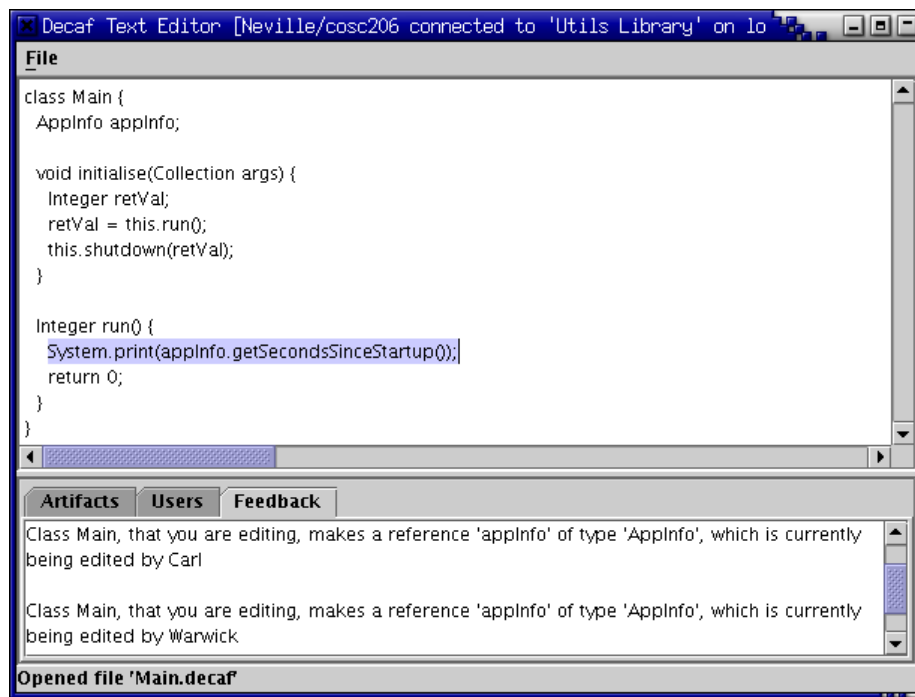 Decaf Text Editor [Neville/cosc206 connected to 'Utils Library' on lo
File
class Main {
AppInfo appInfo;
void initialise(Collection args) {
Integer retVal;
retVal = this.run();
this.shutdown(retVal);
}
Integer run() {
System.print(appInfo.getSecondsSinceStartup());
return 0;
}
}
Artifacts Users Feedback
Class Main, that you are editing, makes a reference 'appInfo' of type 'AppInfo', which is currently
being edited by Carl
Class Main, that you are editing, makes a reference 'appInfo' of type 'AppInfo', which is currently
being edited by Warwick
Opened file 'Main.decaf'